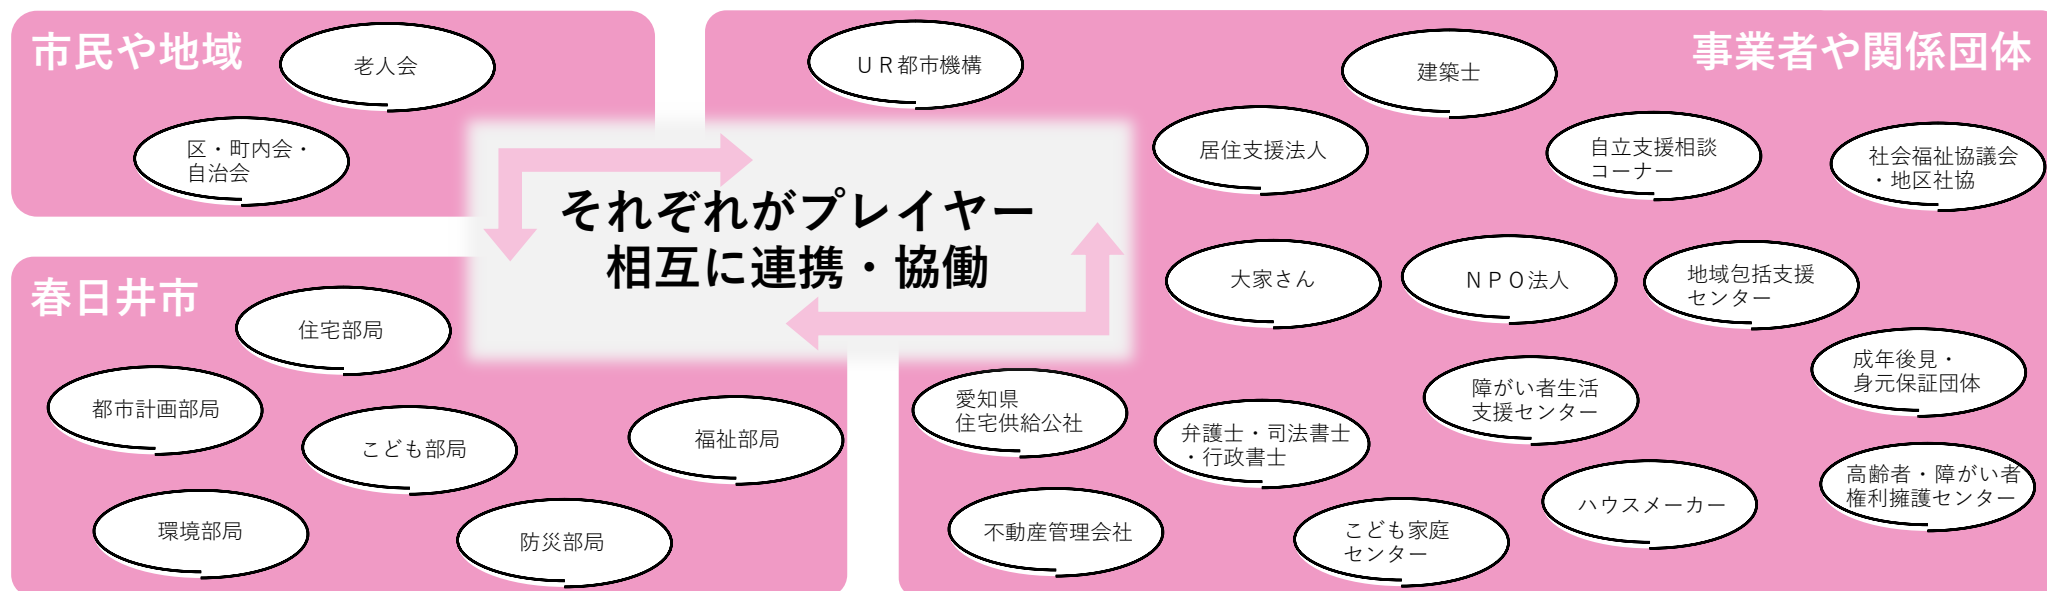 市民や地域
老人会
区・町内会・
自治会
事業者や関係団体
ＵＲ都市機構
建築士
居住支援法人
自立支援相談
コーナー
社会福祉協議会
・地区社協
それぞれがプレイヤー
相互に連携・協働
大家さん
ＮＰＯ法人
地域包括支援
センター
成年後見・
身元保証団体
愛知県
住宅供給公社
弁護士・司法書士
・行政書士
障がい者生活
支援センター
高齢者・障がい者
権利擁護センター
不動産管理会社
こども家庭
センター
ハウスメーカー
春日井市
住宅部局
都市計画部局
こども部局
福祉部局
環境部局
防災部局